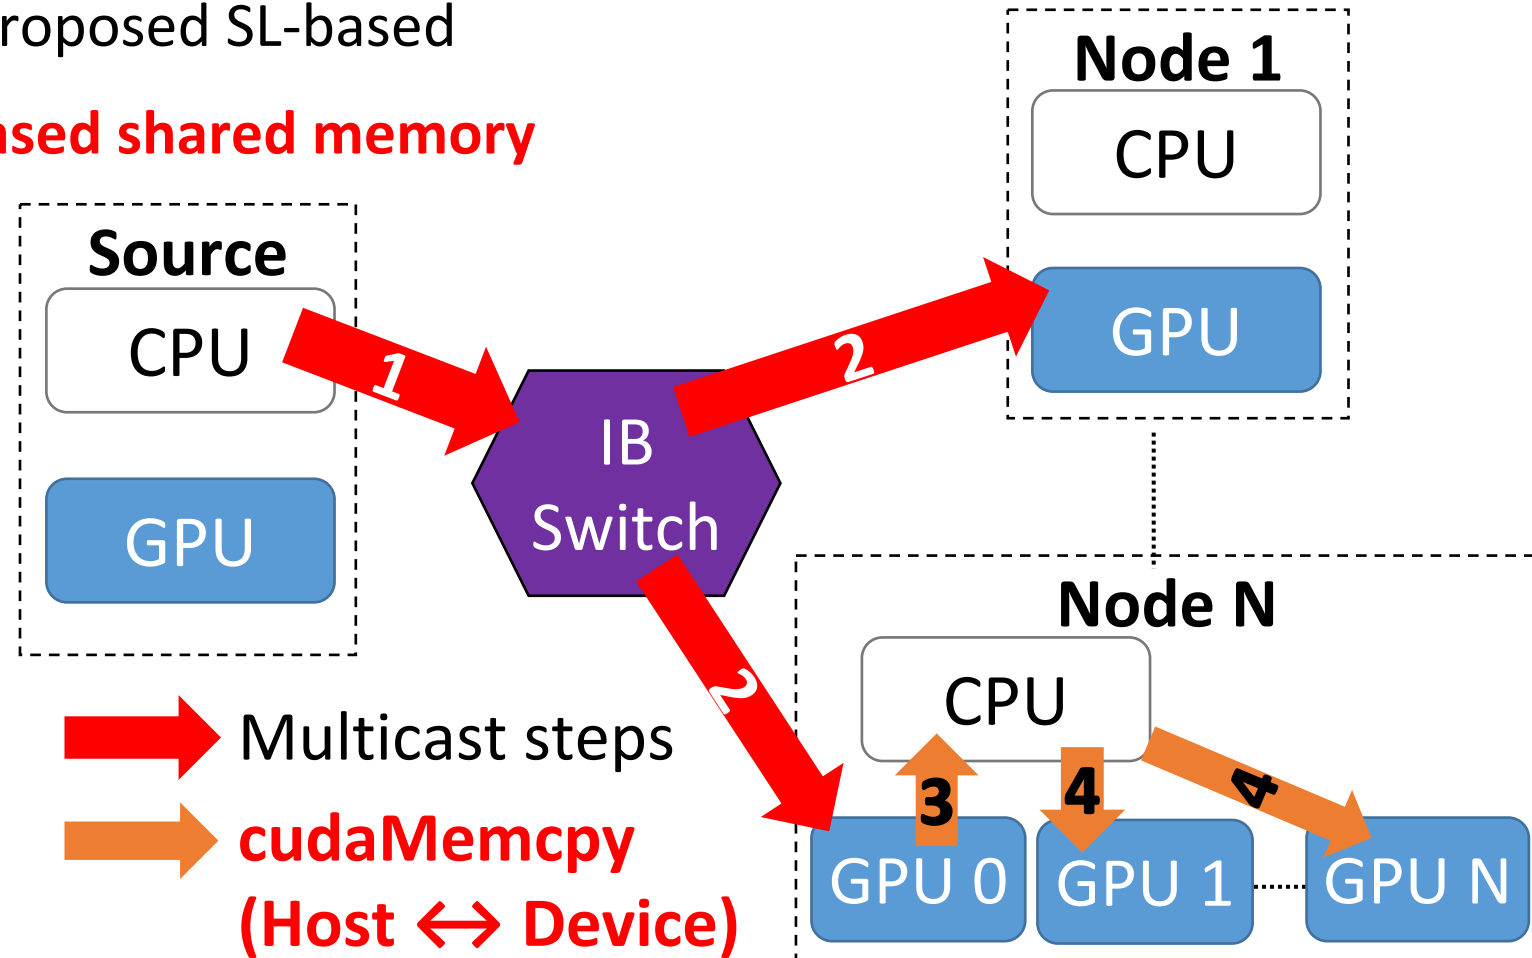 roposed SL-based
ased shared memory
Node 1
CPU
GPU
Source
CPU
GPU
1
2
IB
Switch
2
Node N
CPU
3
4
4
GPU 0
GPU 1
GPU N
Multicast steps
cudaMemcpy
(Host ↔ Device)